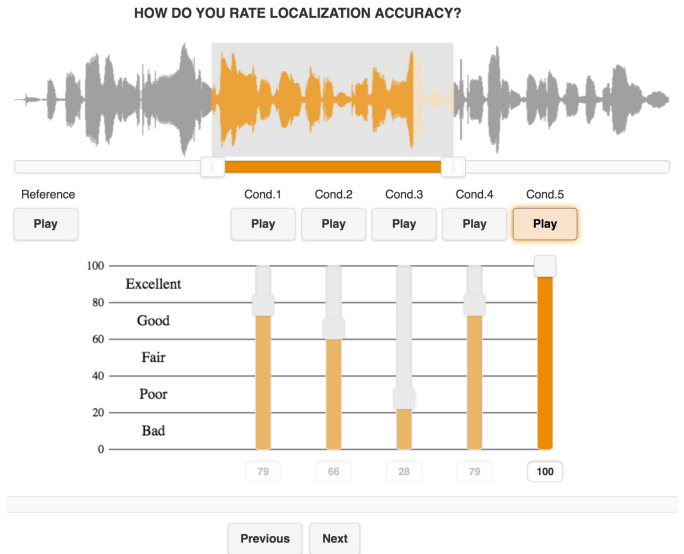 HOW DO YOU RATE LOCALIZATION ACCURACY?
Reference Cond.1 Cond.2 Cond.3 Cond.4 Cond.5
Play Play Play Play Play Play
100
Excellent
80
Good
60
Fair
40
Poor
20
Bad
0
79 66 28 79 100
Previous Next